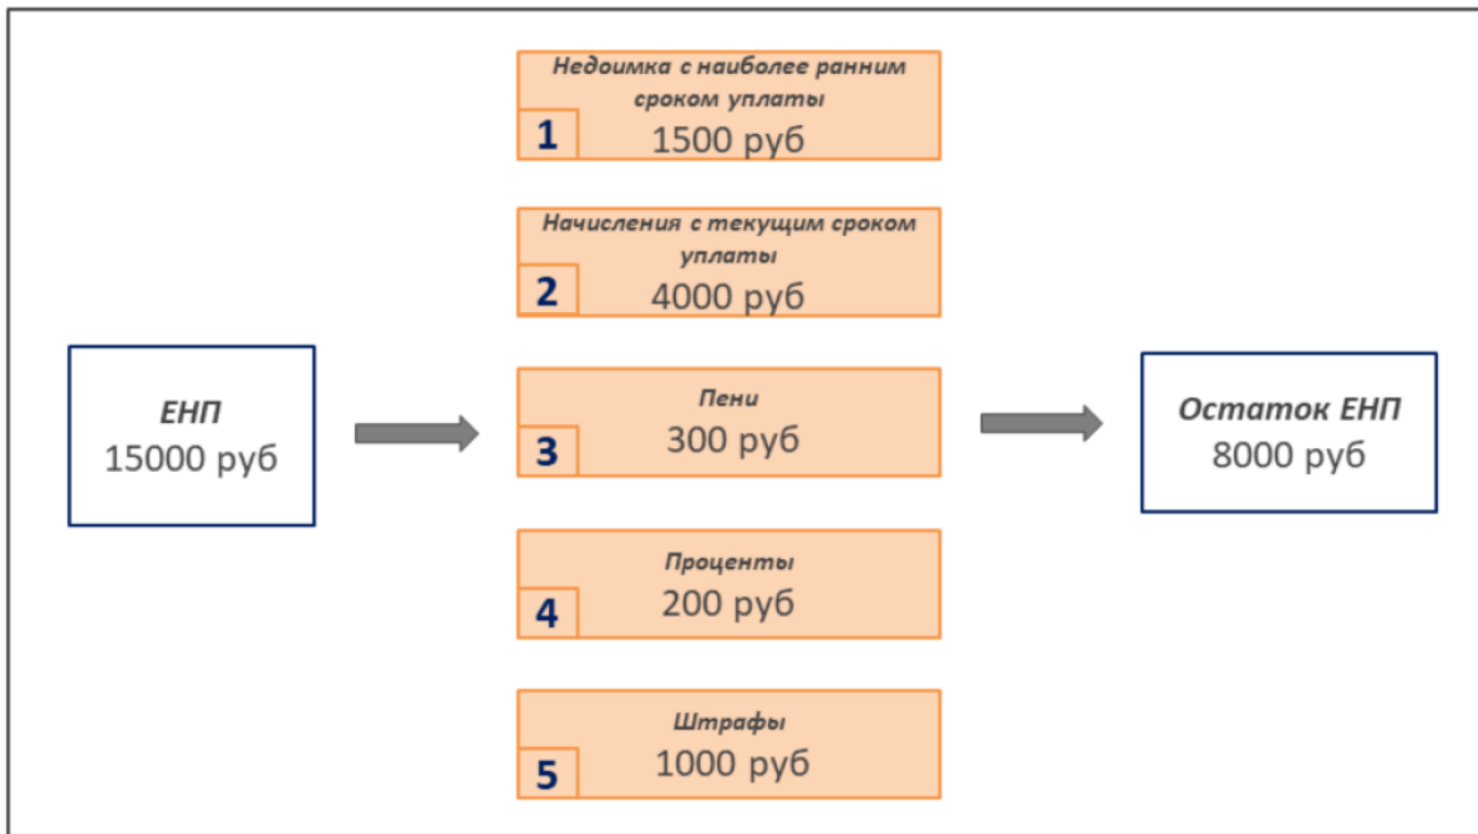 Недоимка с наиболее ранним
сроком уплаты
1
1500 руб
Начисления с текущим сроком
уплаты
2
4000 руб
ЕНП
15000 руб
Пени
3
300 руб
Остаток ЕНП
8000 руб
Проценты
4
200 руб
Штрафы
5
1000 руб